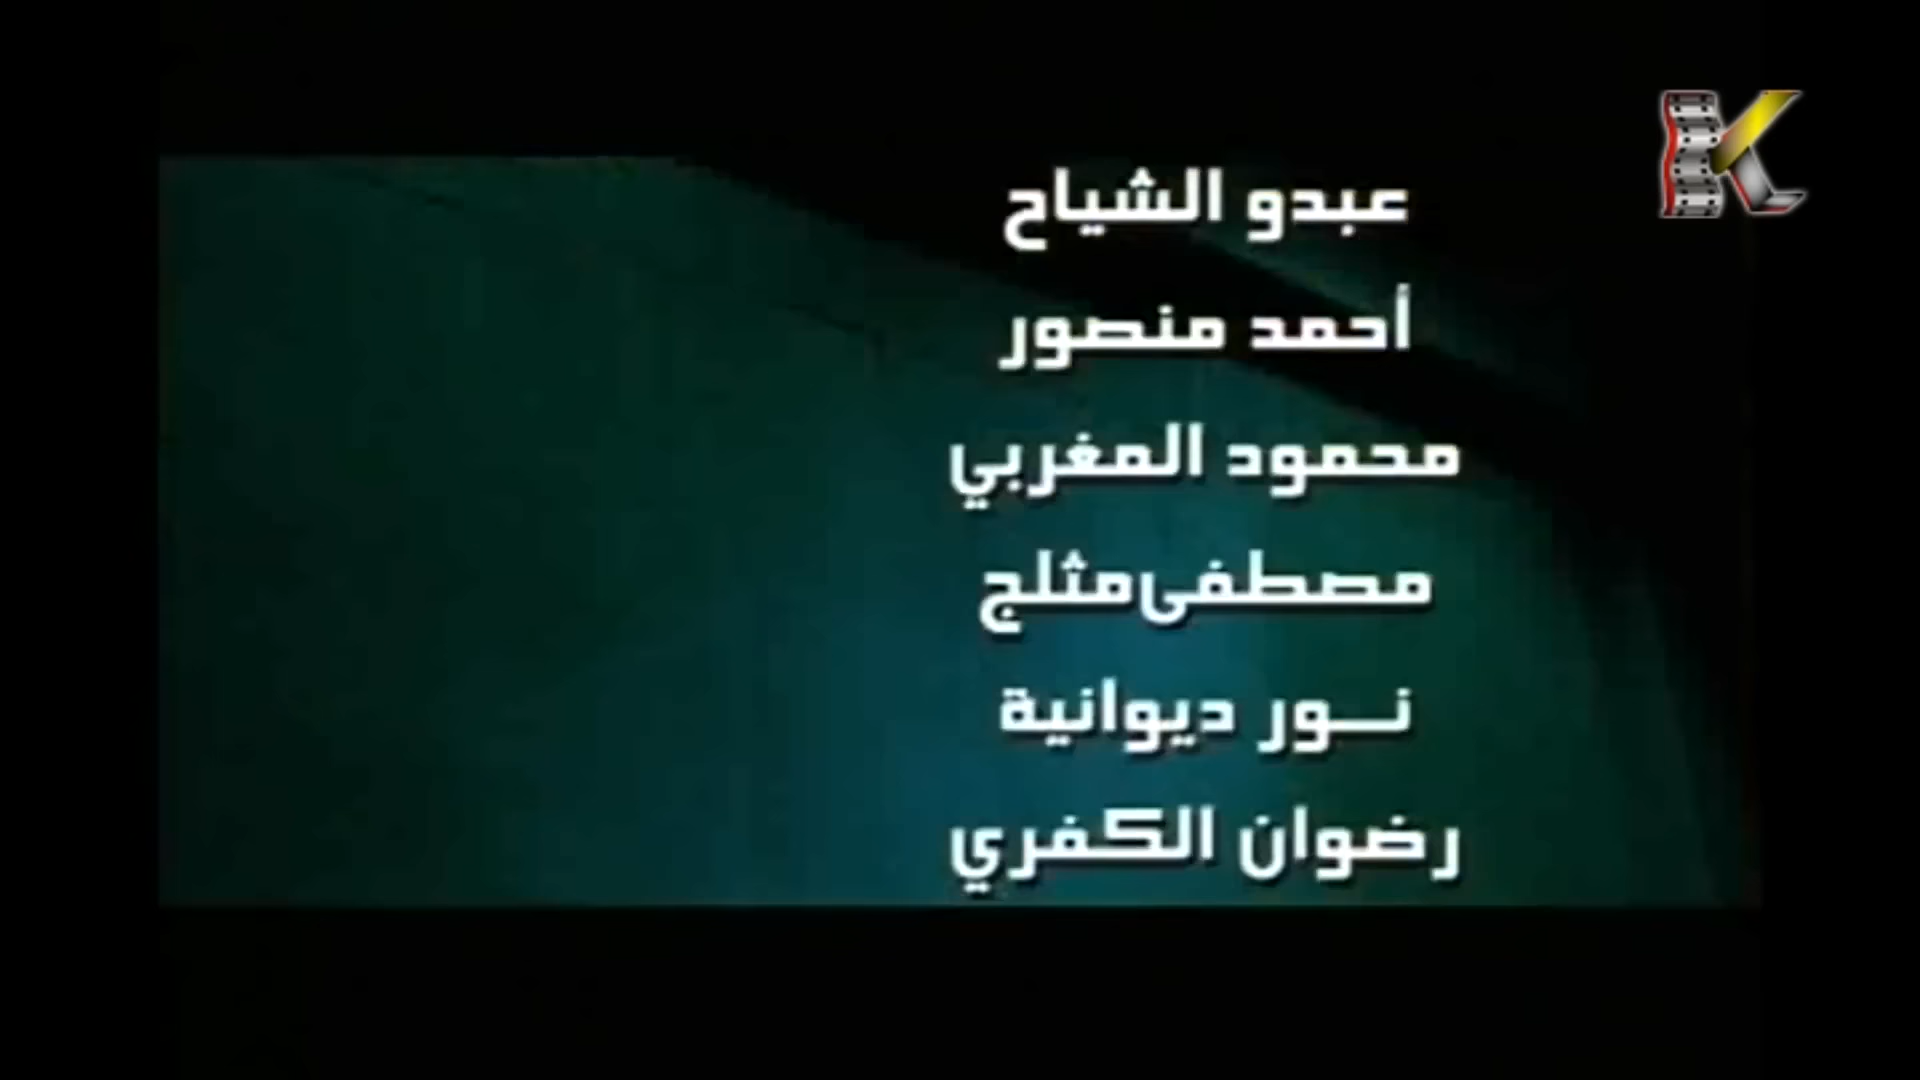 عبدو الشياح
أحمد منصور
محمود المغربي
مصطفى مثلج
نـــور ديوانية
رضوان الكفري
K